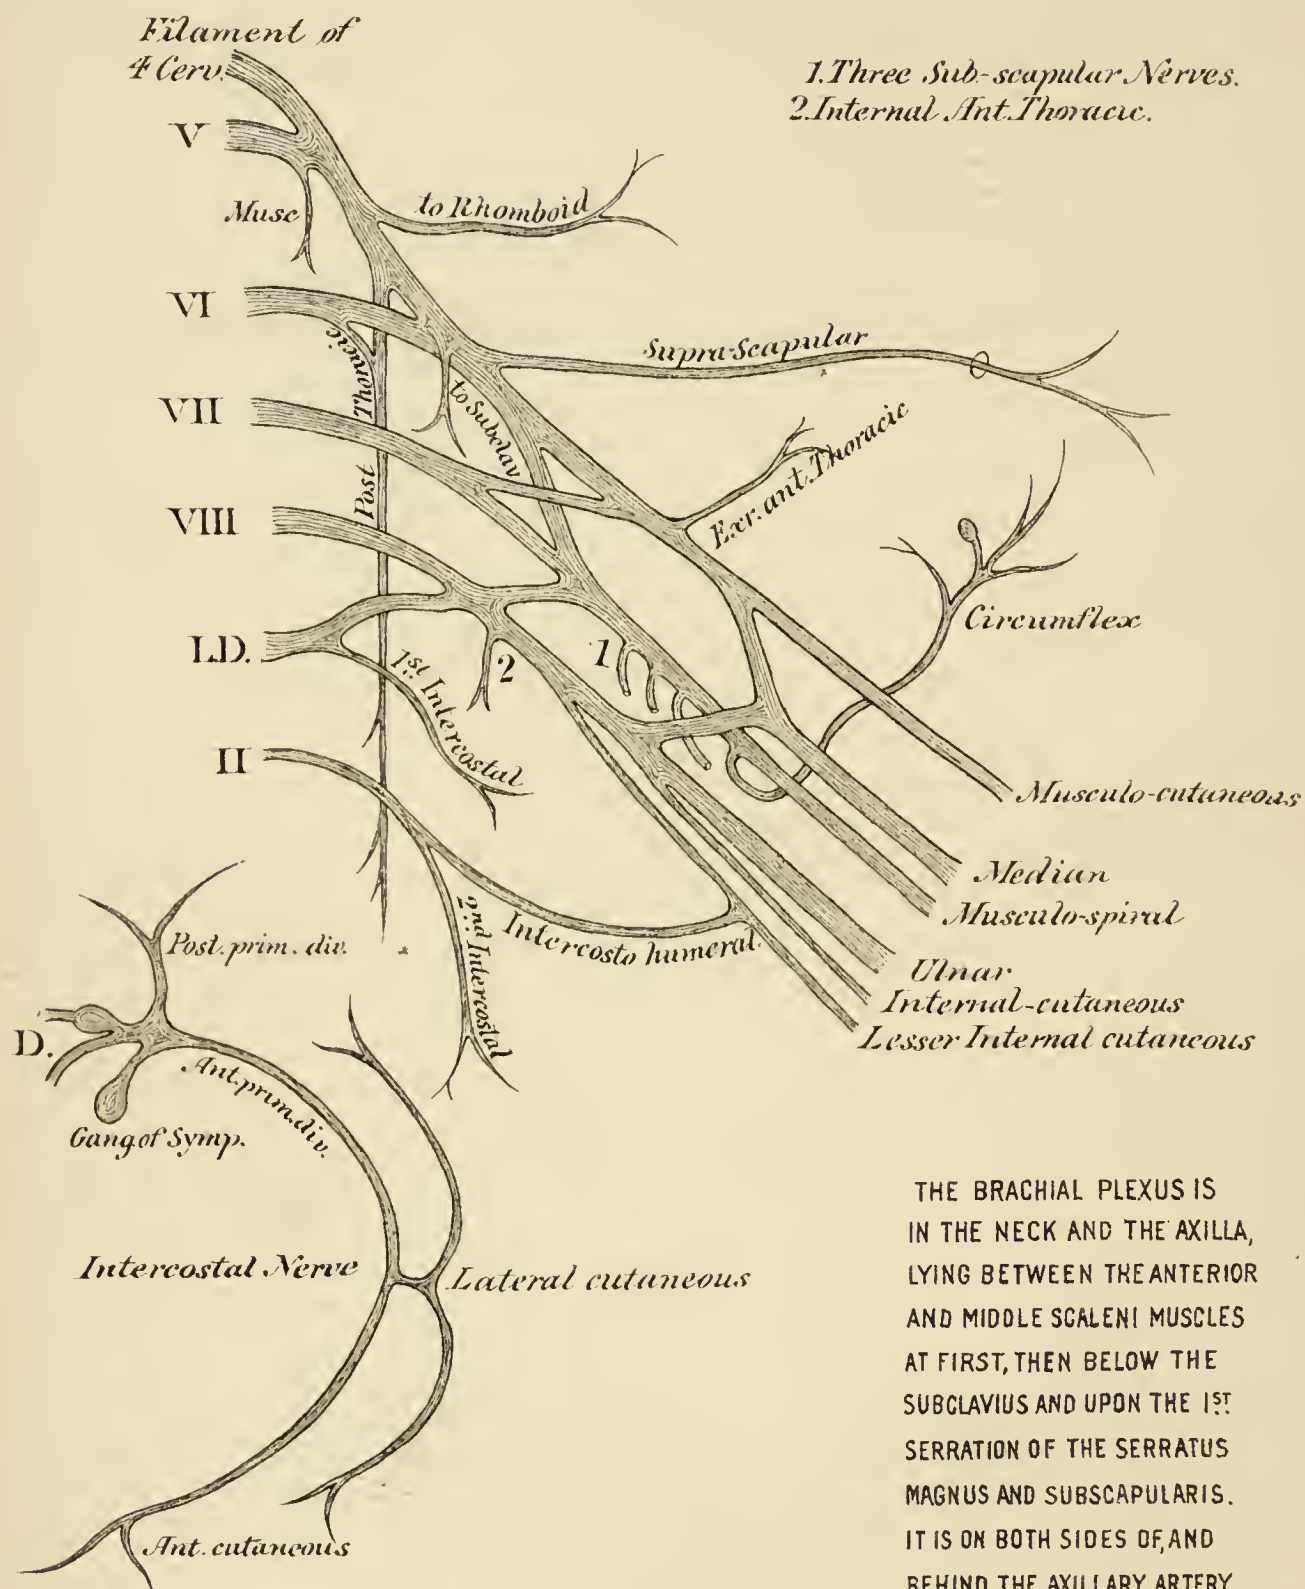 Filament of
4 Cerv.
1. Three Sub-scapular Nerves.
2. Internal Ant. Thoracic.
V
Musc
to Rhomboid
VI
Thoracic
Post
Supra-Scapular
VII
to Subclav
Exr. ant. Thoracic
VIII
Circumflex
I.D.
1st Intercostal
2
1
II
Musculo-cutaneous
Median
Musculo-spiral
Ulnar
Internal-cutaneous
Lesser Internal cutaneous
2nd Intercostal
Intercosto humeral
Post. prim. div.
D.
Ant. prim. div.
Gang of Symp.
Intercostal Nerve
Lateral cutaneous
Ant. cutaneous
THE BRACHIAL PLEXUS IS
IN THE NECK AND THE AXILLA,
LYING BETWEEN THE ANTERIOR
AND MIDDLE SCALENI MUSCLES
AT FIRST, THEN BELOW THE
SUBCLAVIUS AND UPON THE 1ST
SERRATION OF THE SERRATUS
MAGNUS AND SUBSCAPULARIS.
IT IS ON BOTH SIDES OF, AND
BEHIND THE AXILLARY ARTERY